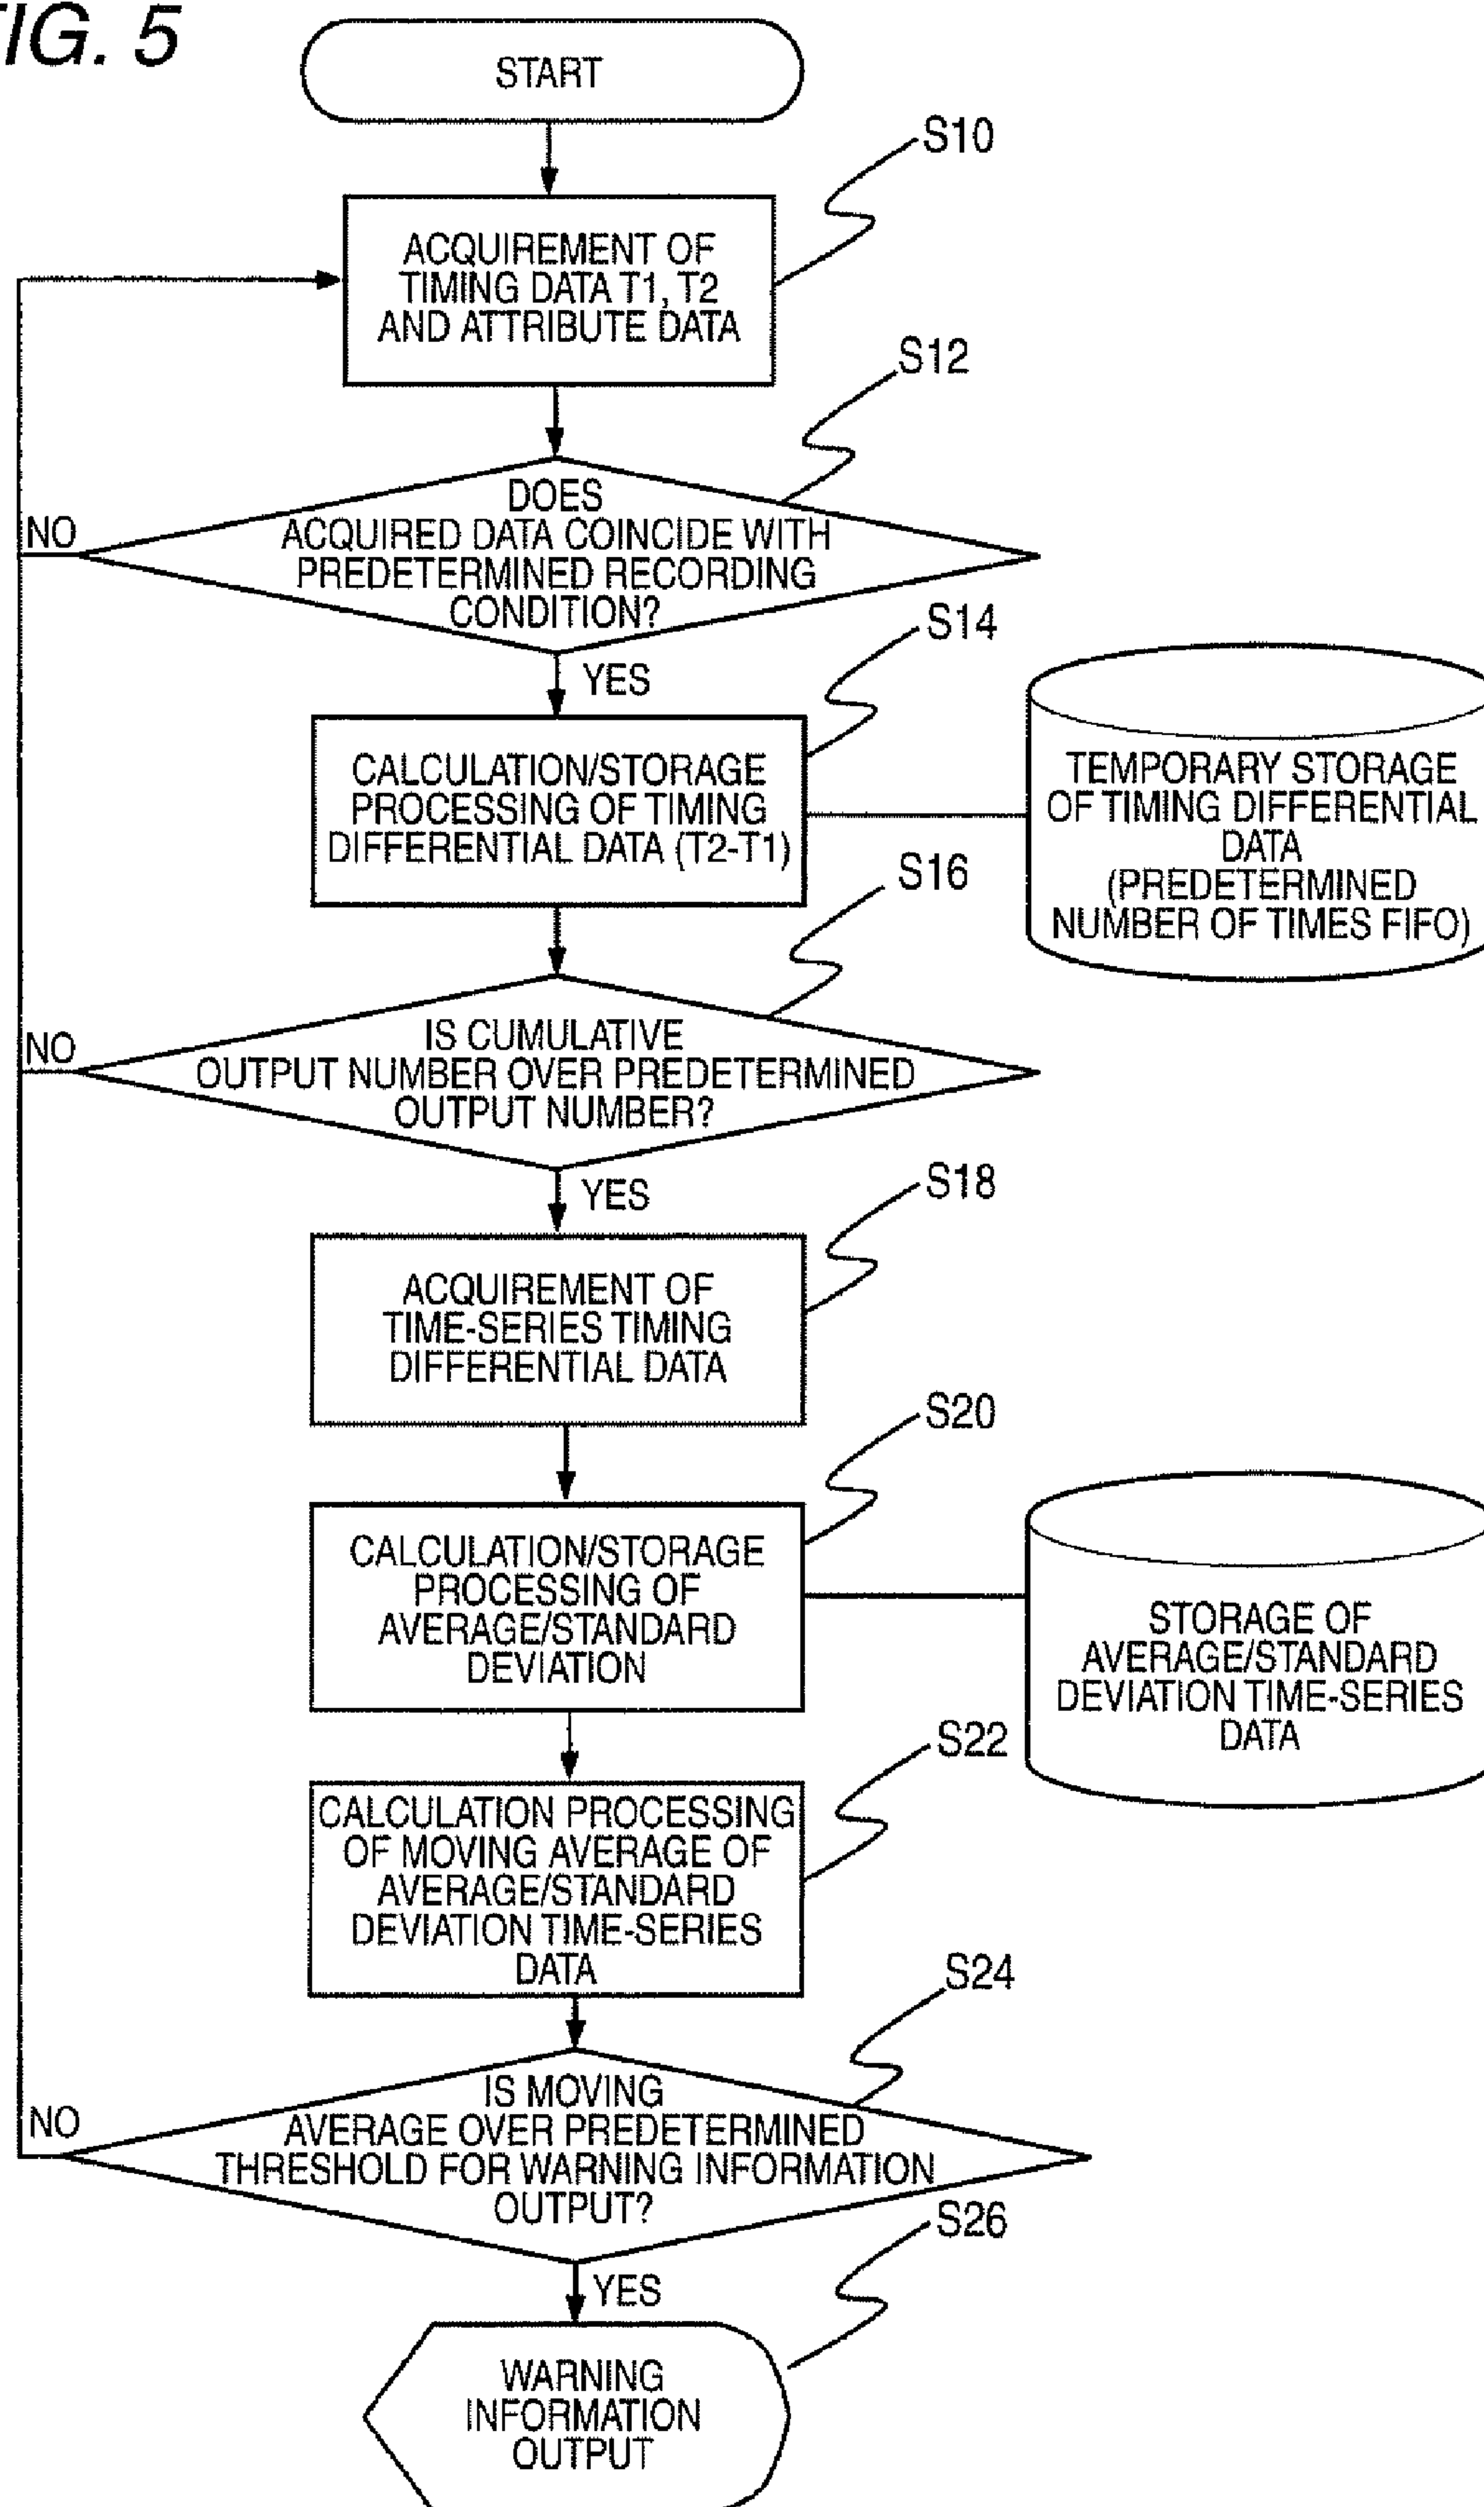 FIG. 5
START
S10
ACQUIREMENT OF
TIMING DATA T1, T2
AND ATTRIBUTE DATA
S12
DOES
ACQUIRED DATA COINCIDE WITH
PREDETERMINED RECORDING
CONDITION?
NO
YES
S14
CALCULATION/STORAGE
PROCESSING OF TIMING
DIFFERENTIAL DATA (T2-T1)
TEMPORARY STORAGE
OF TIMING DIFFERENTIAL
DATA
(PREDETERMINED
NUMBER OF TIMES FIFO)
S16
IS CUMULATIVE
OUTPUT NUMBER OVER PREDETERMINED
OUTPUT NUMBER?
NO
YES
S18
ACQUIREMENT OF
TIME-SERIES TIMING
DIFFERENTIAL DATA
S20
CALCULATION/STORAGE
PROCESSING OF
AVERAGE/STANDARD
DEVIATION
STORAGE OF
AVERAGE/STANDARD
DEVIATION TIME-SERIES
DATA
S22
CALCULATION PROCESSING
OF MOVING AVERAGE OF
AVERAGE/STANDARD
DEVIATION TIME-SERIES
DATA
S24
IS MOVING
AVERAGE OVER PREDETERMINED
THRESHOLD FOR WARNING INFORMATION
OUTPUT?
NO
YES
S26
WARNING
INFORMATION
OUTPUT